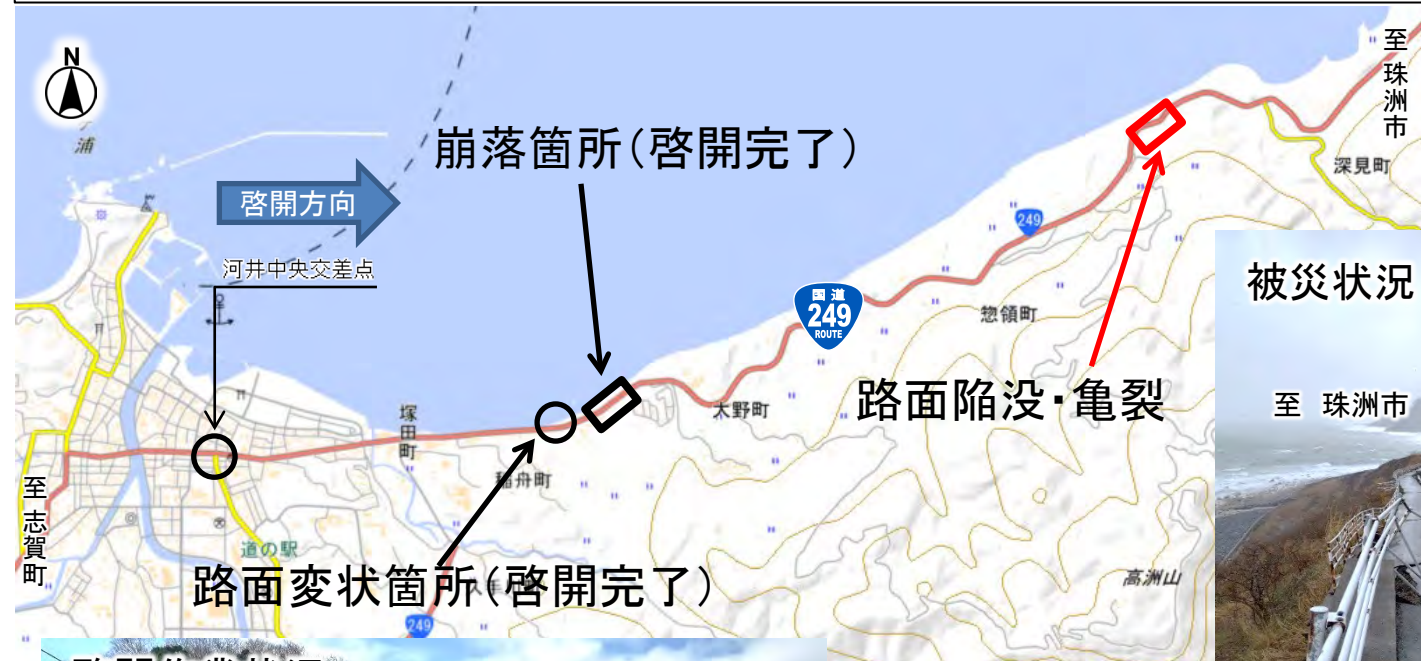 N
浦
至珠洲市
崩落箇所(啓開完了)
深見町
啓開方向
249
河井中央交差点
被災状況
国道
249
ROUTE
惣領町
路面陥没・亀裂
至 珠洲市
塚田町
太野町
稲舟町
至志賀町
道の駅
高洲山
路面変状箇所(啓開完了)
249